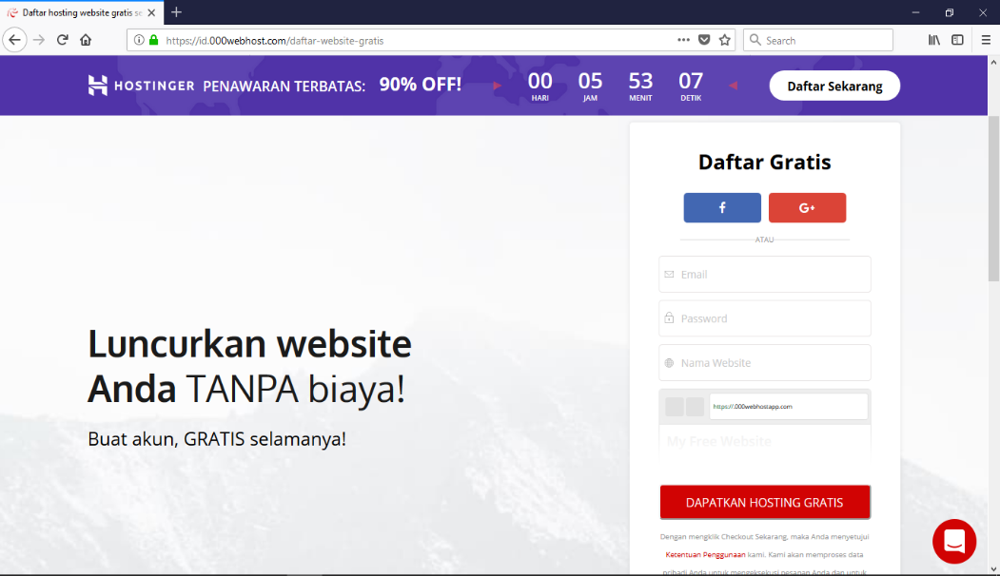 Daftar hosting website gratis se
https://id.000webhost.com/daftar-website-gratis
Search
HOSTINGER PENAWARAN TERBATAS: 90% OFF!
00 05 53 07
HARI JAM MENIT DETIK
Daftar Sekarang
Daftar Gratis
f G+
ATAU
Email
Password
Nama Website
https://.000webhostapp.com
My Free Website
DAPATKAN HOSTING GRATIS
Dengan mengklik Checkout Sekarang, maka Anda menyetujui
Ketentuan Penggunaan kami. Kami akan memproses data
pribadi Anda untuk mengeksekusi pesanan Anda dan untuk
Luncurkan website
Anda TANPA biaya!
Buat akun, GRATIS selamanya!